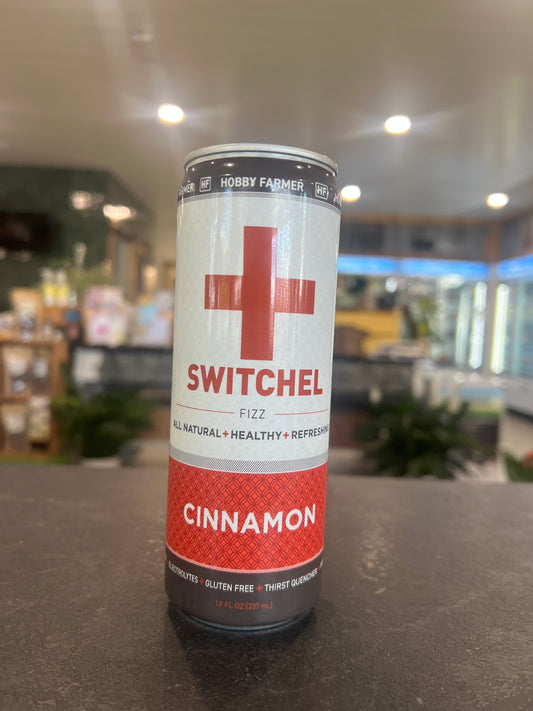 HF HOBBY FARMER HF
SWITCHEL
FIZZ
ALL NATURAL + HEALTHY + REFRESHING
CINNAMON
ELECTROLYTES + GLUTEN FREE + THIRST QUENCHER
12 FL OZ (237 mL)